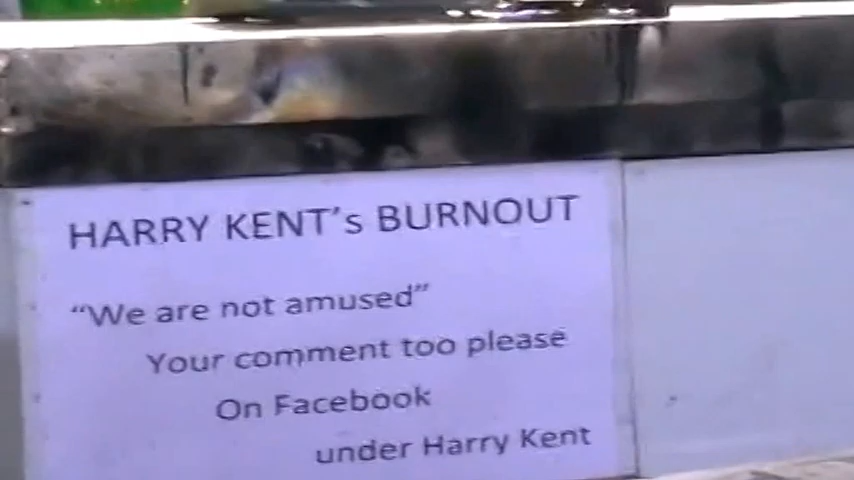 HARRY KENT’s BURNOUT
“We are not amused”
Your comment too please
On Facebook
under Harry Kent